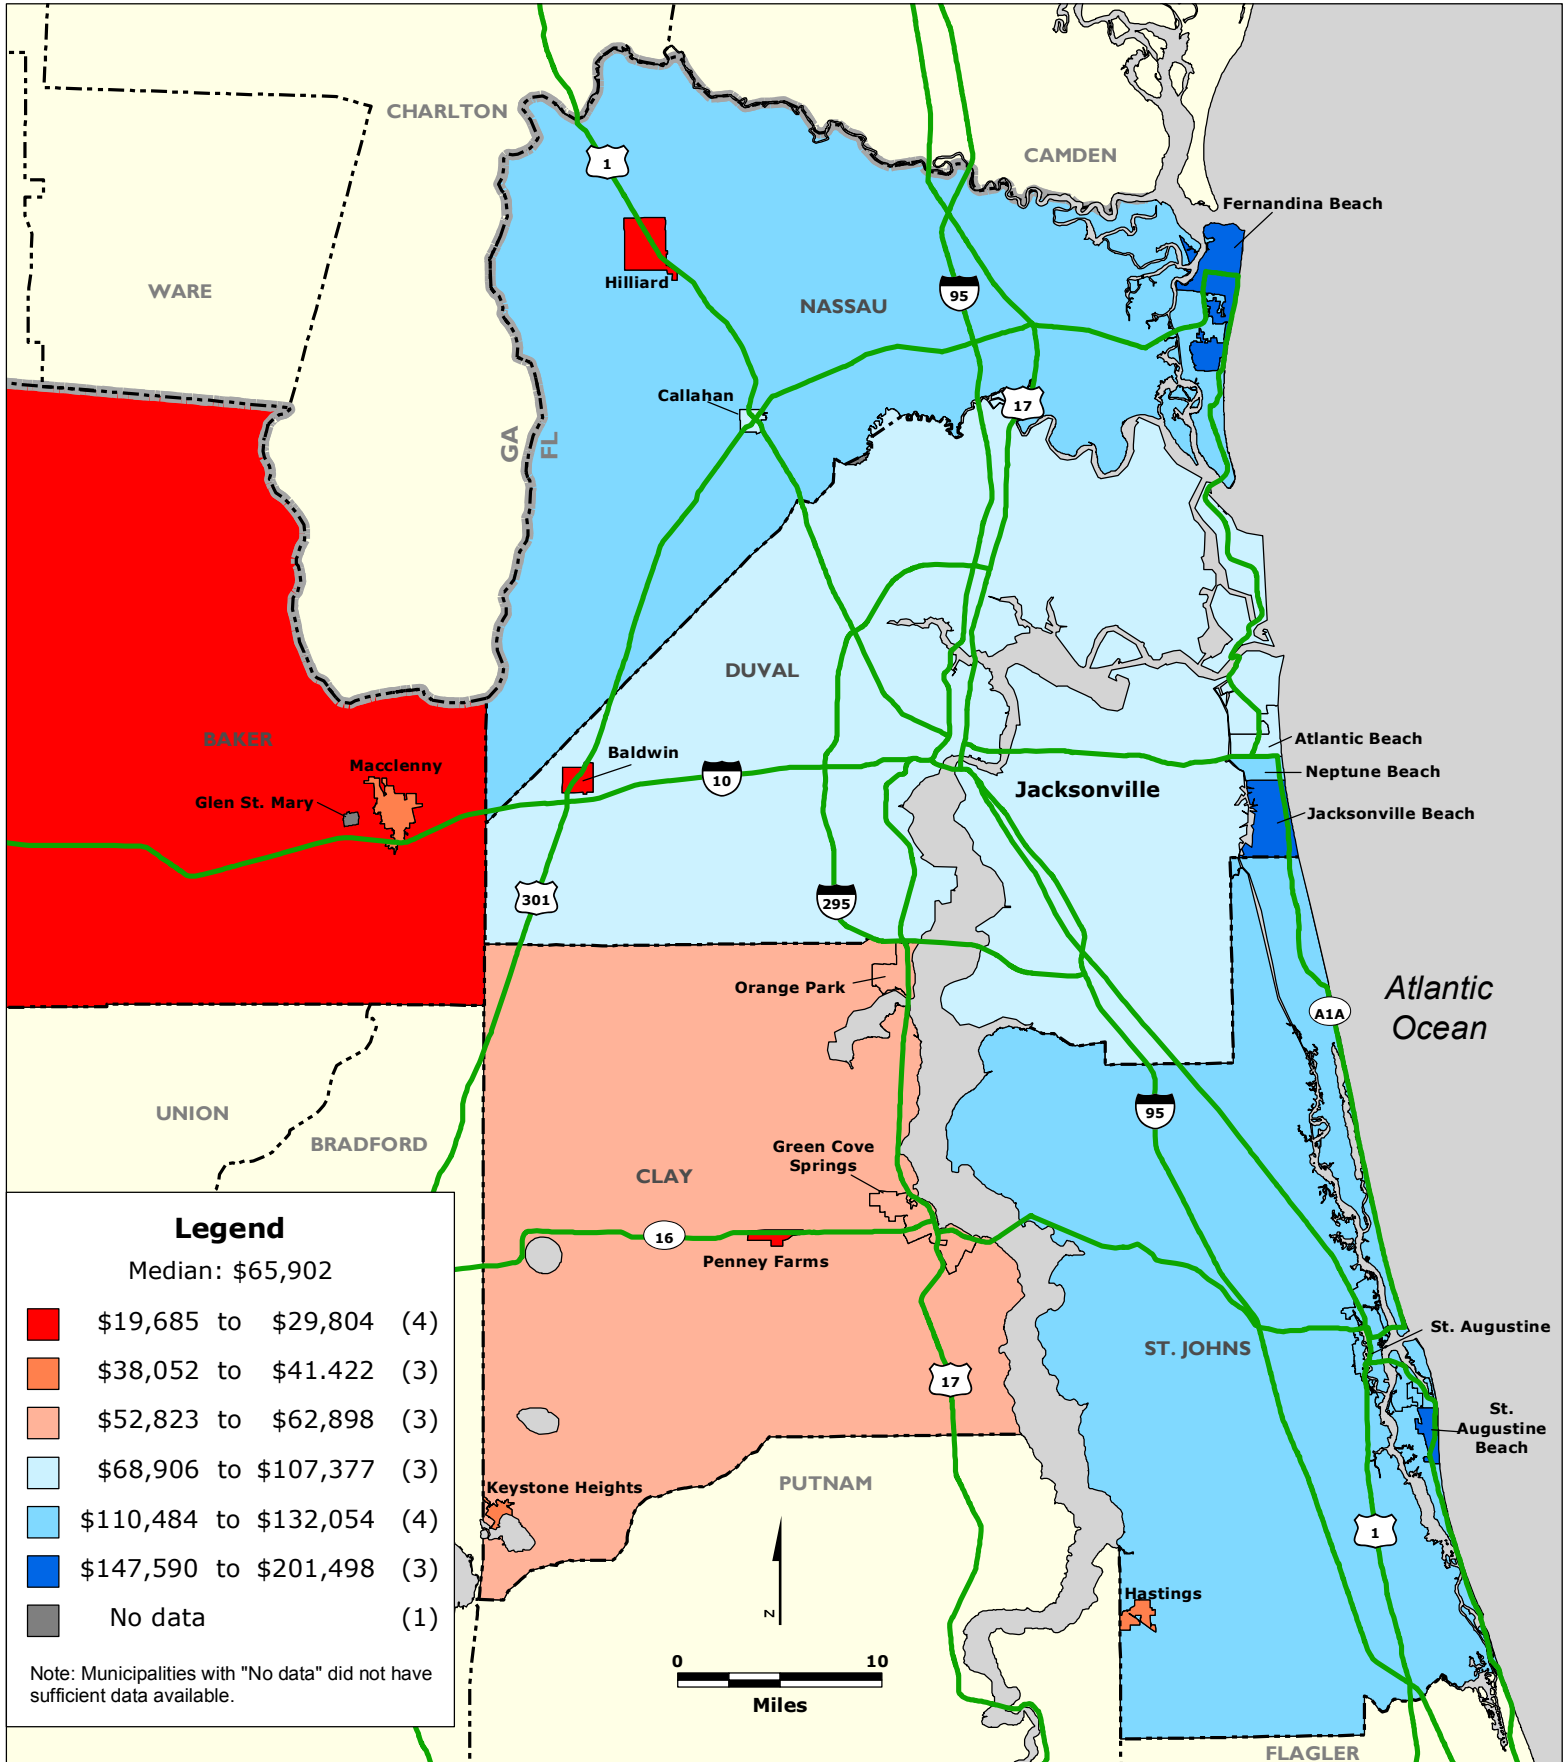 CHARLTON
CAMDEN
1
Fernandina Beach
Hilliard
WARE
95
NASSAU
Callahan
17
GA
FL
DUVAL
BAKER
Macclenny
Baldwin
Atlantic Beach
Glen St. Mary
10
Neptune Beach
Jacksonville
Jacksonville Beach
301
295
Orange Park
Atlantic
Ocean
A1A
UNION
BRADFORD
95
Green Cove
Springs
CLAY
16
Penney Farms
St. Augustine
ST. JOHNS
17
St.
Augustine
Beach
Keystone Heights
PUTNAM
1
Hastings
N
0 10
Miles
FLAGLER
Legend
Median: $65,902
$19,685 to $29,804 (4)
$38,052 to $41.422 (3)
$52,823 to $62,898 (3)
$68,906 to $107,377 (3)
$110,484 to $132,054 (4)
$147,590 to $201,498 (3)
No data (1)
Note: Municipalities with "No data" did not have
sufficient data available.